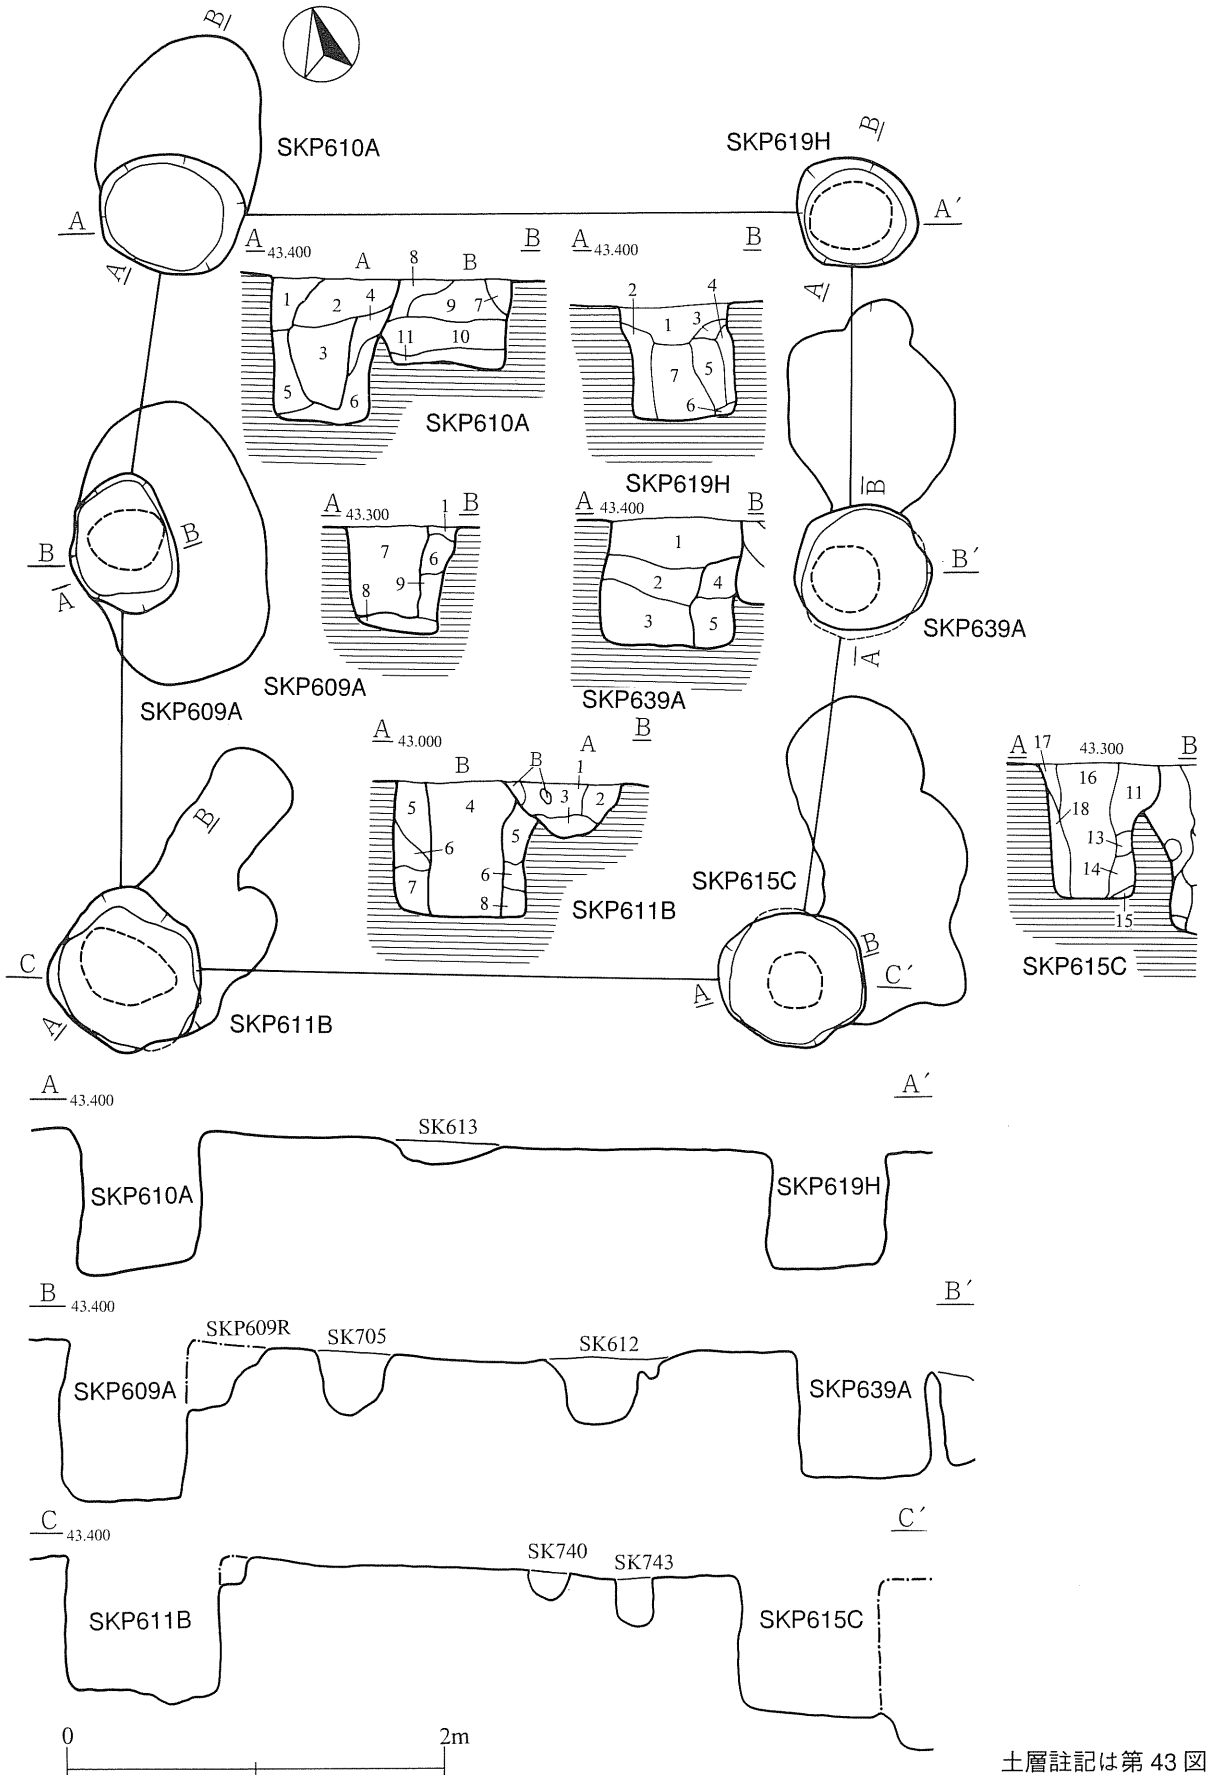 B
SKP610A
SKP619H
B
A
A′
A
A
A 43.400 B
A 43.400 B
A 8 B
1 2 4 9 7
3 11 10
5 6
SKP610A
2 4
1 3
7 5
6
SKP619H
B
A 43.300 B
1
7 6
9
8
SKP609A
A 43.400 B
1
2 4
3 5
SKP639A
B
B
A
SKP609A
B′
SKP639A
A
A 43.000 B
B B A
1
5 4 3 2
5
6
6
7
8
SKP611B
A 17 43.300 B
16
11
18
13
14
15
SKP615C
B
SKP615C
B
C
C′
A
A
SKP611B
A 43.400 A′
SK613
SKP610A
SKP619H
B 43.400 B′
SKP609R
SK705
SK612
SKP609A
SKP639A
C 43.400 C′
SK740
SK743
SKP611B
SKP615C
0 2m
土層註記は第 43 図